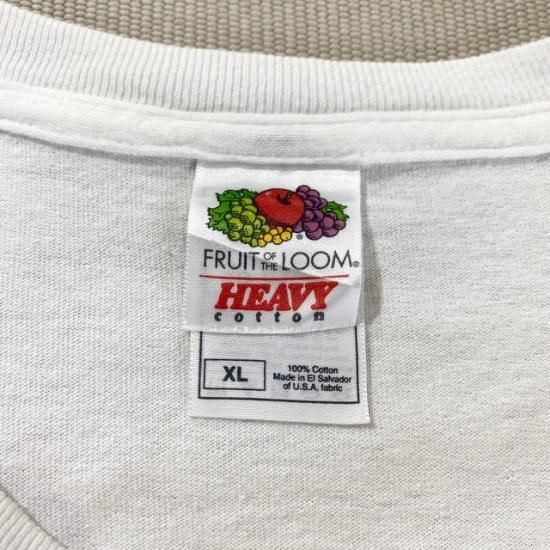 ®
FRUIT OF THE LOOM®
HEAVY
cotton
XL
100% Cotton
Made in El Salvador
of U.S.A. fabric